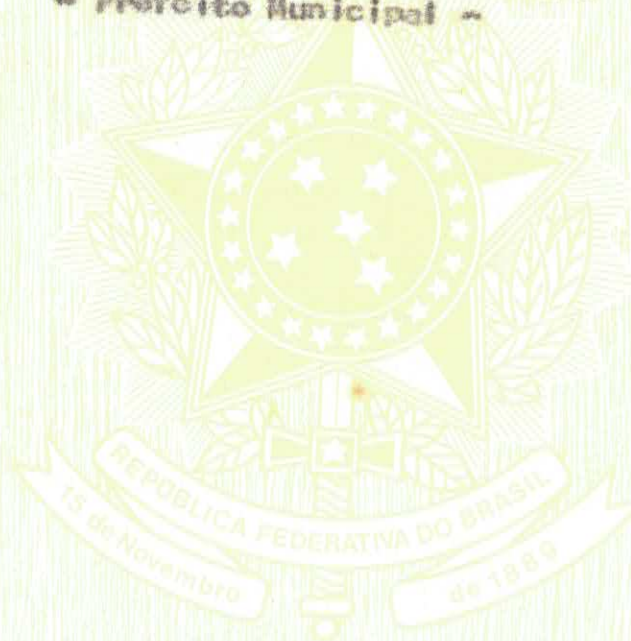 Prefeito Municipal -
REPÚBLICA FEDERATIVA DO BRASIL
15 de Novembro
de 1889